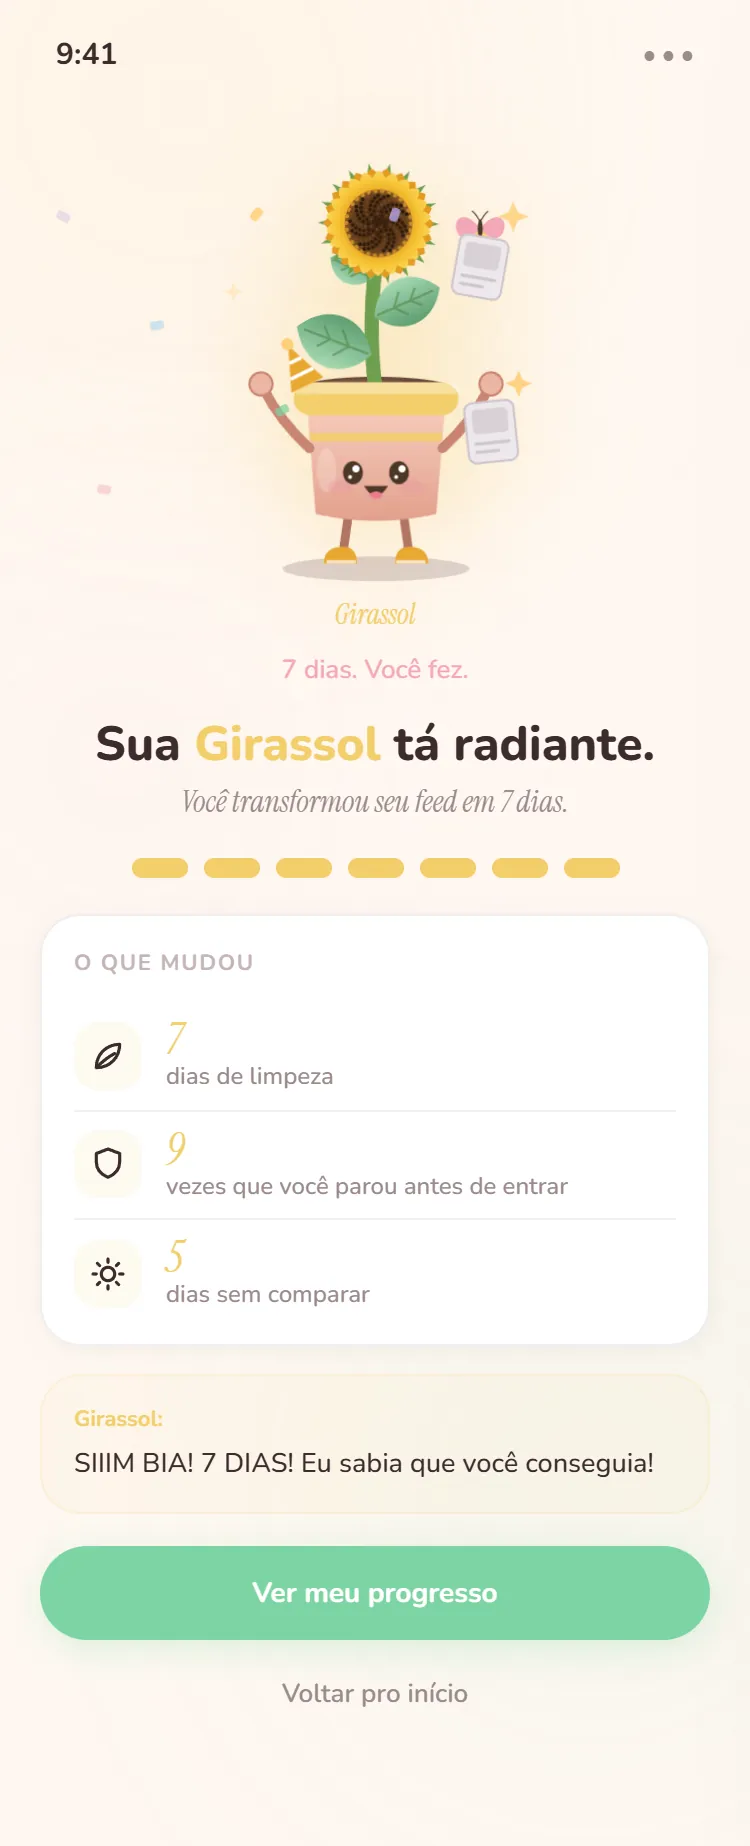 9:41
Girassol
7 dias. Você fez.
Sua Girassol tá radiante.
Você transformou seu feed em 7 dias.
O QUE MUDOU
7
dias de limpeza
9
vezes que você parou antes de entrar
5
dias sem comparar
Girassol:
SIIIM BIA! 7 DIAS! Eu sabia que você conseguia!
Ver meu progresso
Voltar pro início